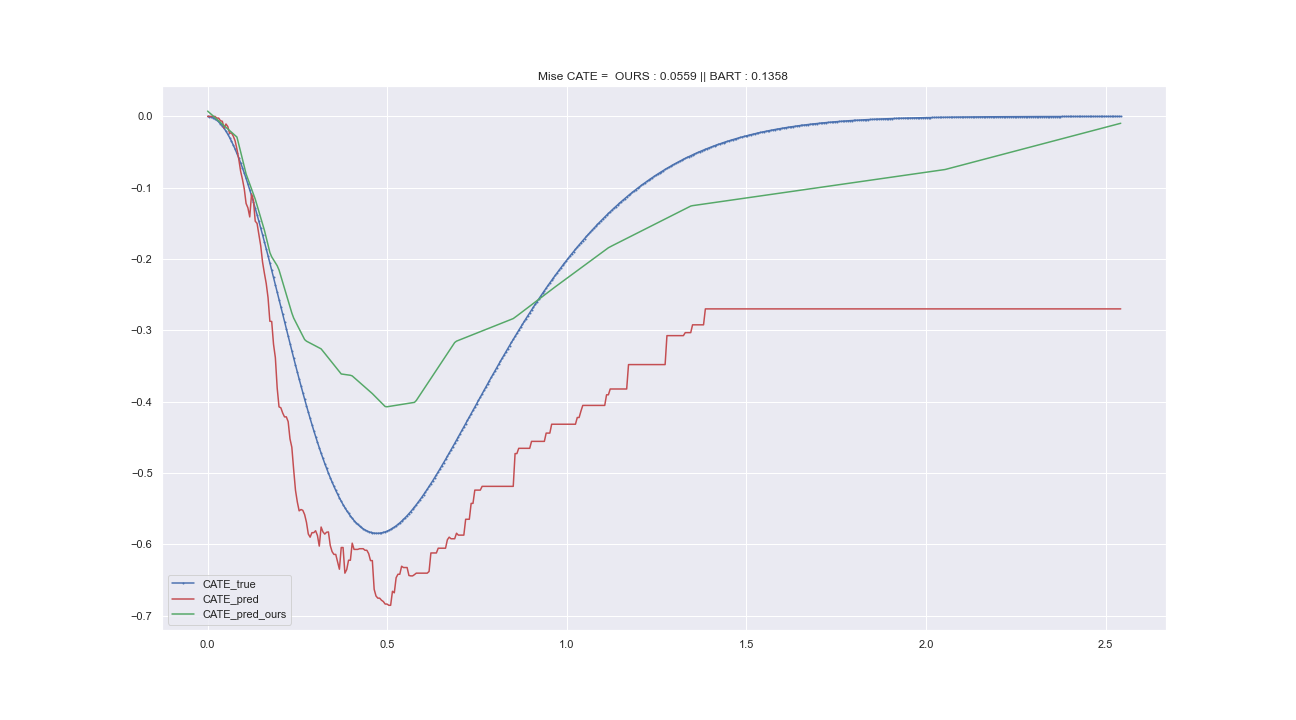 Mise CATE =  OURS : 0.0559 || BART : 0.1358
0.0
−0.1
−0.2
−0.3
−0.4
−0.5
−0.6
−0.7
CATE_true
CATE_pred
CATE_pred_ours
0.0 0.5 1.0 1.5 2.0 2.5